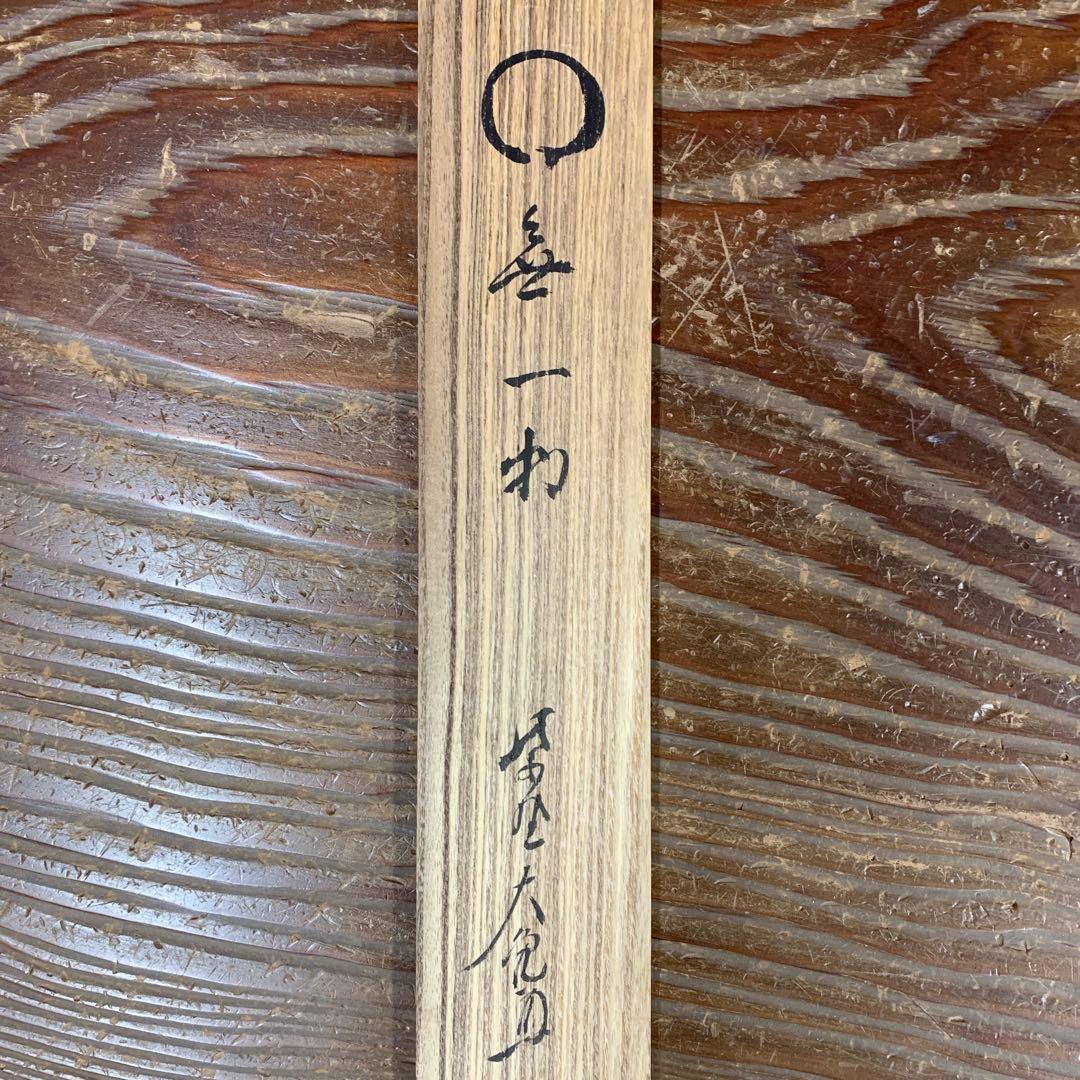 無一物
紫野 大亀